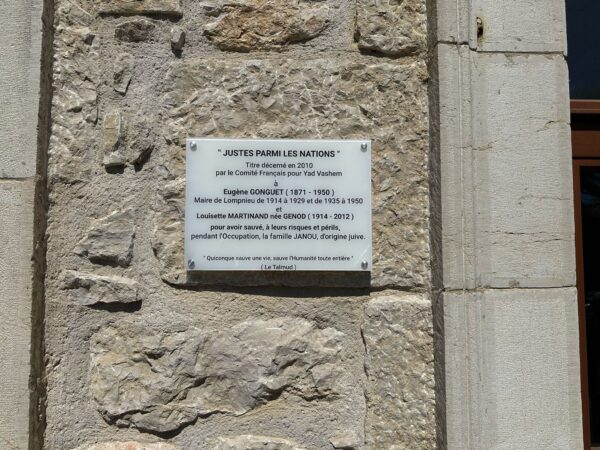 " JUSTES PARMI LES NATIONS "
Titre décerné en 2010
par le Comité Français pour Yad Vashem
à
Eugène GONGUET ( 1871 - 1950 )
Maire de Lompnieu de 1914 à 1929 et de 1935 à 1950
et
Louisette MARTINAND née GENOD ( 1914 - 2012 )
pour avoir sauvé, à leurs risques et périls,
pendant l'Occupation, la famille JANOU, d'origine juive.
" Quiconque sauve une vie, sauve l'Humanité toute entière "
( Le Talmud )